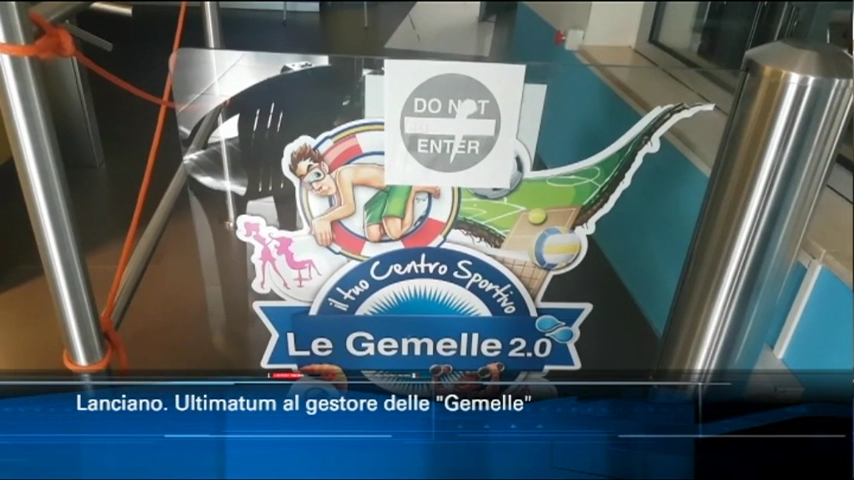 DO NOT
ENTER
il tuo Centro Sportivo
Le Gemelle 2.0
Lanciano. Ultimatum al gestore delle "Gemelle"